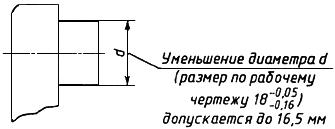 d
Уменьшение диаметра d
(размер по рабочему
чертежу 18 -0,05 -0,16)
допускается до 16,5 мм